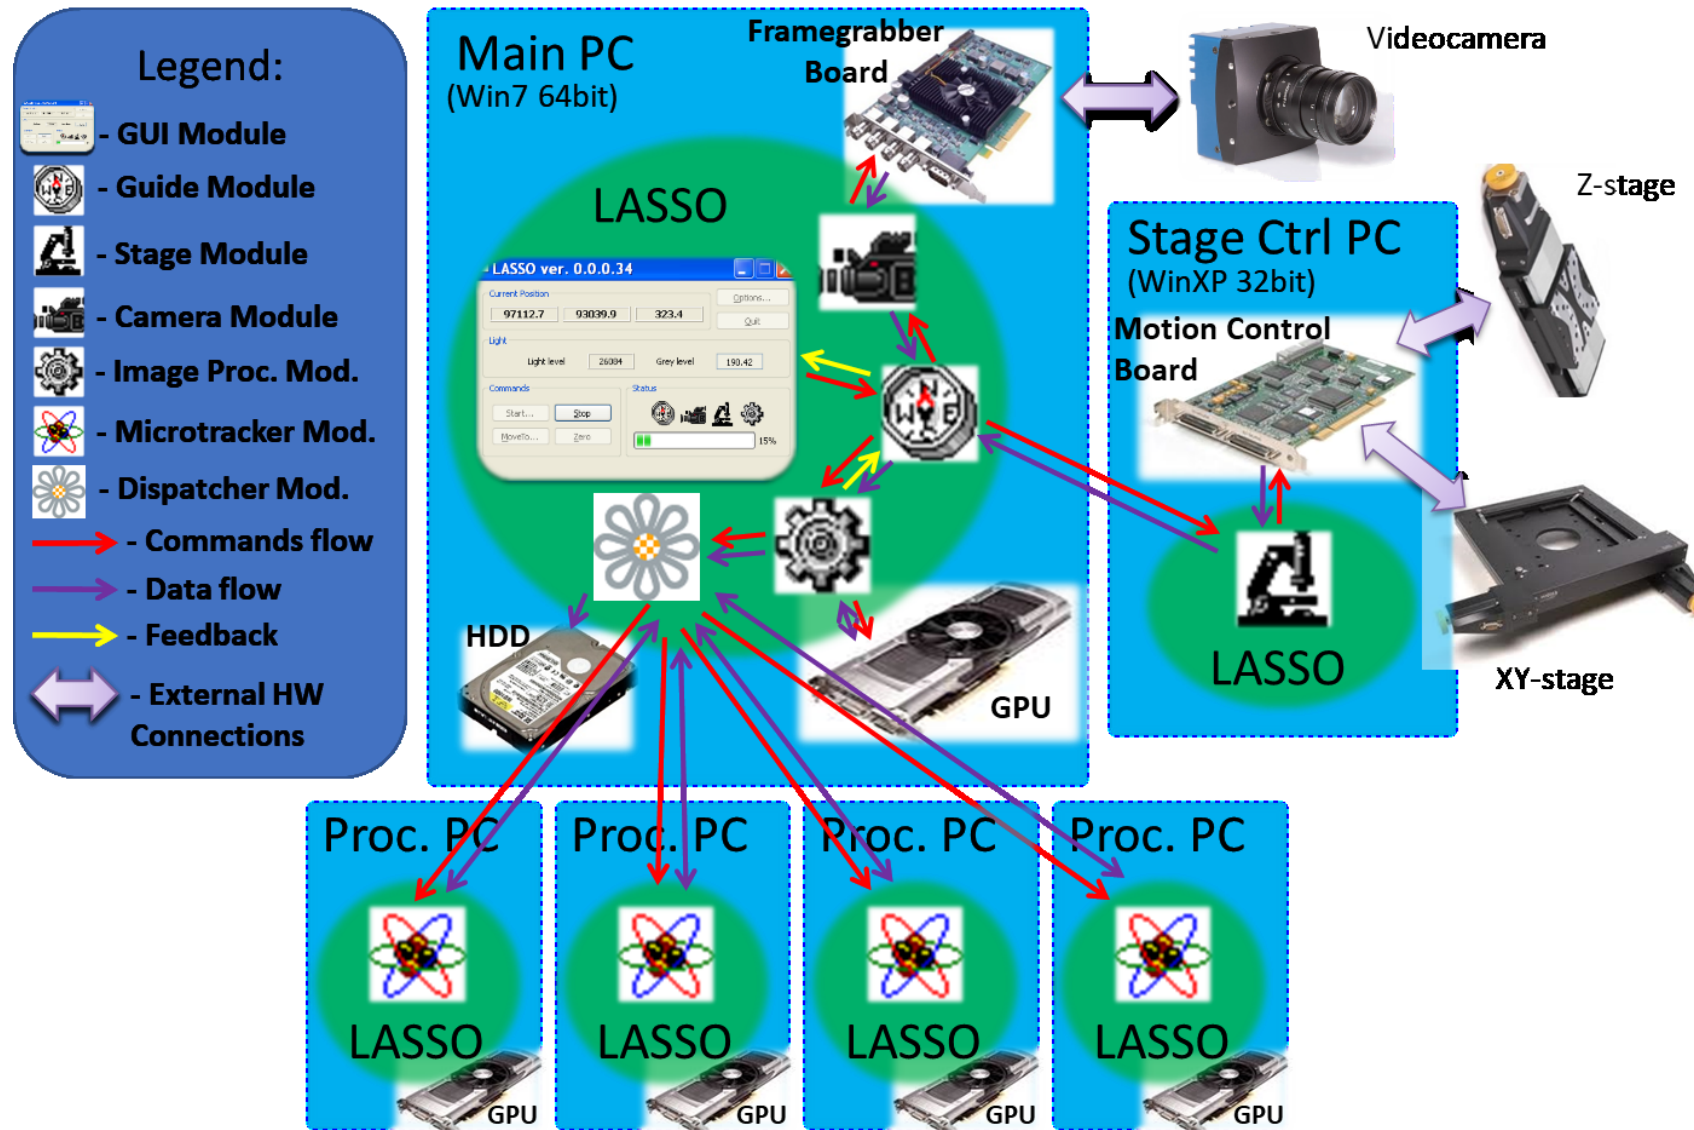 Legend:
- GUI Module
- Guide Module
- Stage Module
- Camera Module
- Image Proc. Mod.
- Microtracker Mod.
- Dispatcher Mod.
- Commands flow
- Data flow
- Feedback
- External HW
Connections
Main PC
(Win7 64bit)
Framegrabber
Board
Videocamera
LASSO
LASSO ver. 0.0.0.34
Current Position
97112.7 93039.9 323.4
Options...
Quit
Light
Light level 26084 Grey level 190.42
Commands
Status
Start... Stop
MoveTo... Zero
15%
HDD
GPU
Stage Ctrl PC
(WinXP 32bit)
Motion Control
Board
LASSO
Z-stage
XY-stage
Proc. PC
LASSO
GPU
Proc. PC
LASSO
GPU
Proc. PC
LASSO
GPU
Proc. PC
LASSO
GPU